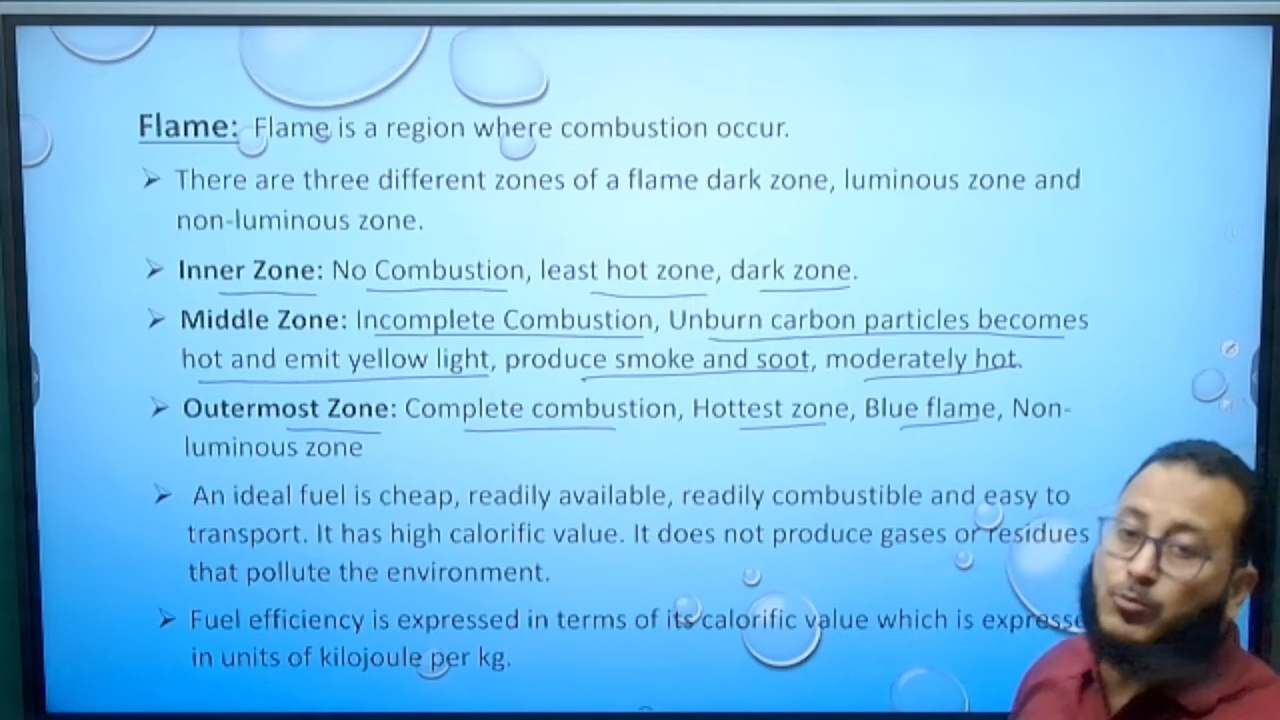 Flame: Flame is a region where combustion occur.
➢ There are three different zones of a flame dark zone, luminous zone and
non-luminous zone.
➢ Inner Zone: No Combustion, least hot zone, dark zone.
➢ Middle Zone: Incomplete Combustion, Unburn carbon particles becomes
hot and emit yellow light, produce smoke and soot, moderately hot.
➢ Outermost Zone: Complete combustion, Hottest zone, Blue flame, Non-
luminous zone
➢ An ideal fuel is cheap, readily available, readily combustible and easy to
transport. It has high calorific value. It does not produce gases or residues
that pollute the environment.
➢ Fuel efficiency is expressed in terms of its calorific value which is
in units of kilojoule per kg.